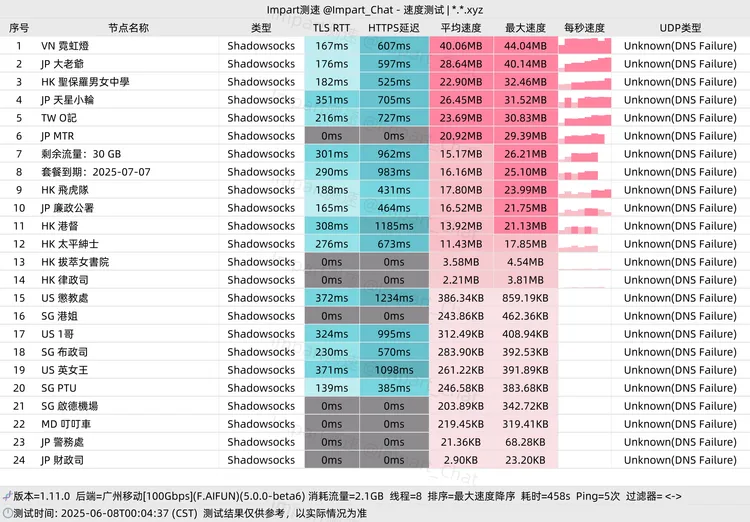 Impart测速 @Impart_Chat - 速度测试 | *.*.xyz
序号 节点名称 类型 TLS RTT HTTPS延迟 平均速度 最大速度 每秒速度 UDP类型
1 VN 霓虹燈 Shadowsocks 167ms 607ms 40.06MB 44.04MB Unknown(DNS Failure)
2 JP 大老爺 Shadowsocks 176ms 597ms 28.64MB 40.14MB Unknown(DNS Failure)
3 HK 聖保羅男女中學 Shadowsocks 182ms 525ms 22.90MB 32.46MB Unknown(DNS Failure)
4 JP 天星小輪 Shadowsocks 351ms 705ms 26.45MB 31.52MB Unknown(DNS Failure)
5 TW O記 Shadowsocks 216ms 727ms 23.69MB 30.83MB Unknown(DNS Failure)
6 JP MTR Shadowsocks 0ms 0ms 20.92MB 29.39MB Unknown(DNS Failure)
7 剩余流量：30 GB Shadowsocks 301ms 962ms 15.17MB 26.21MB Unknown(DNS Failure)
8 套餐到期：2025-07-07 Shadowsocks 290ms 983ms 16.16MB 25.10MB Unknown(DNS Failure)
9 HK 飛虎隊 Shadowsocks 188ms 431ms 17.80MB 23.99MB Unknown(DNS Failure)
10 JP 廉政公署 Shadowsocks 165ms 464ms 16.52MB 21.75MB Unknown(DNS Failure)
11 HK 港督 Shadowsocks 308ms 1185ms 13.92MB 21.13MB Unknown(DNS Failure)
12 HK 太平紳士 Shadowsocks 276ms 673ms 11.43MB 17.85MB Unknown(DNS Failure)
13 HK 拔萃女書院 Shadowsocks 0ms 0ms 3.58MB 4.54MB Unknown(DNS Failure)
14 HK 律政司 Shadowsocks 0ms 0ms 2.21MB 3.81MB Unknown(DNS Failure)
15 US 懲教處 Shadowsocks 372ms 1234ms 386.34KB 859.19KB Unknown(DNS Failure)
16 SG 港姐 Shadowsocks 0ms 0ms 243.86KB 462.36KB Unknown(DNS Failure)
17 US 1哥 Shadowsocks 324ms 995ms 312.49KB 408.94KB Unknown(DNS Failure)
18 SG 布政司 Shadowsocks 230ms 570ms 283.90KB 392.53KB Unknown(DNS Failure)
19 US 英女王 Shadowsocks 371ms 1098ms 261.22KB 391.89KB Unknown(DNS Failure)
20 SG PTU Shadowsocks 139ms 385ms 246.58KB 383.68KB Unknown(DNS Failure)
21 SG 啟德機場 Shadowsocks 0ms 0ms 203.89KB 342.72KB Unknown(DNS Failure)
22 MD 叮叮車 Shadowsocks 0ms 0ms 219.45KB 319.41KB Unknown(DNS Failure)
23 JP 警務處 Shadowsocks 0ms 0ms 21.36KB 68.28KB Unknown(DNS Failure)
24 JP 財政司 Shadowsocks 0ms 0ms 2.90KB 23.20KB Unknown(DNS Failure)
版本=1.11.0 后端=广州移动[100Gbps](F.AIFUN)(5.0.0-beta6) 消耗流量=2.1GB 线程=8 排序=最大速度降序 耗时=458s Ping=5次 过滤器= <->
测试时间: 2025-06-08T00:04:37 (CST) 测试结果仅供参考，以实际情况为准